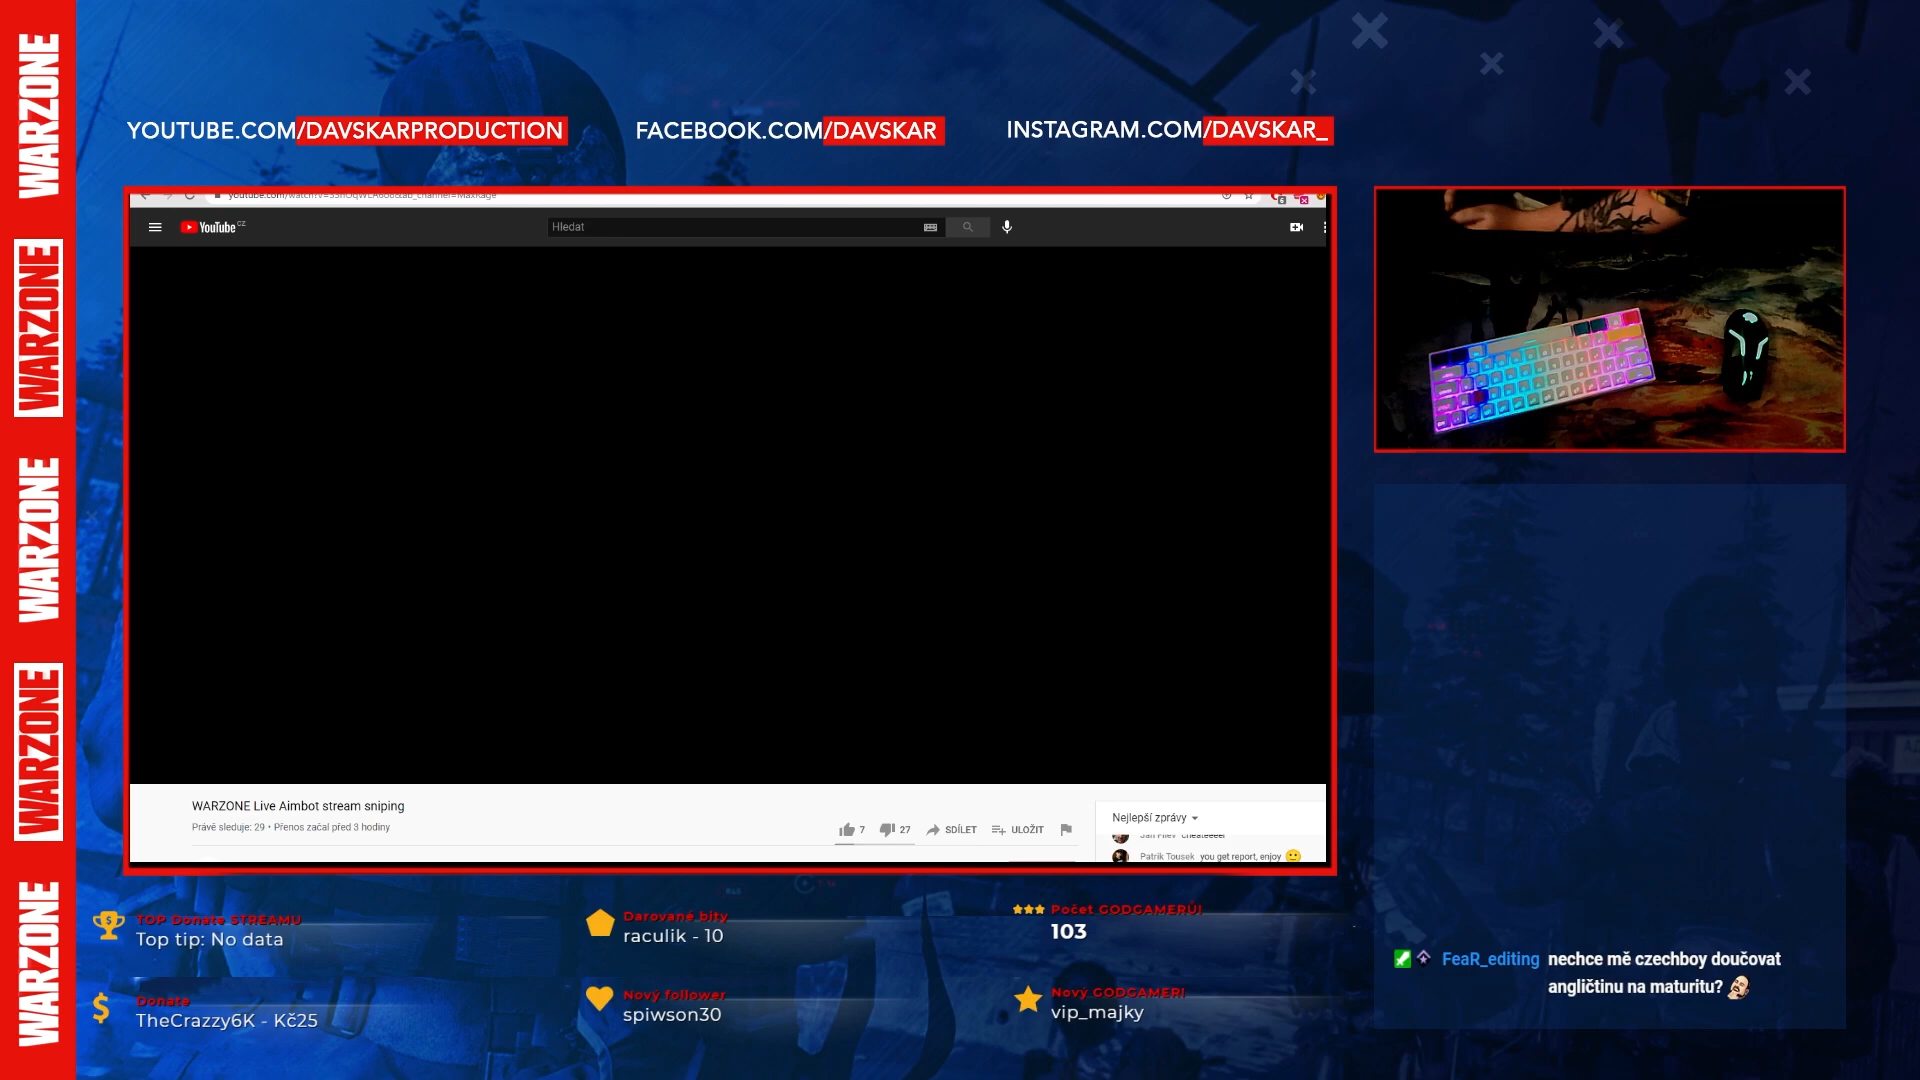 WARZONE
WARZONE
WARZONE
WARZONE
WARZONE
YOUTUBE.COM/DAVSKARPRODUCTION
FACEBOOK.COM/DAVSKAR
INSTAGRAM.COM/DAVSKAR_
YouTube CZ
Hledat
WARZONE Live Aimbot stream sniping
Právě sleduje: 29 • Přenos začal před 3 hodiny
7
27
SDÍLET
ULOŽIT
Nejlepší zprávy
Patrik Tousek you get report, enjoy
TOP Donate STREAMU
Top tip: No data
Darované bity
raculik - 10
Počet GODGAMERŮ!
103
Donate
TheCrazzy6K - Kč25
Nový follower
spiwson30
Nový GODGAMER!
vip_majky
FeaR_editing nechce mě czechboy doučovat
angličtinu na maturitu?